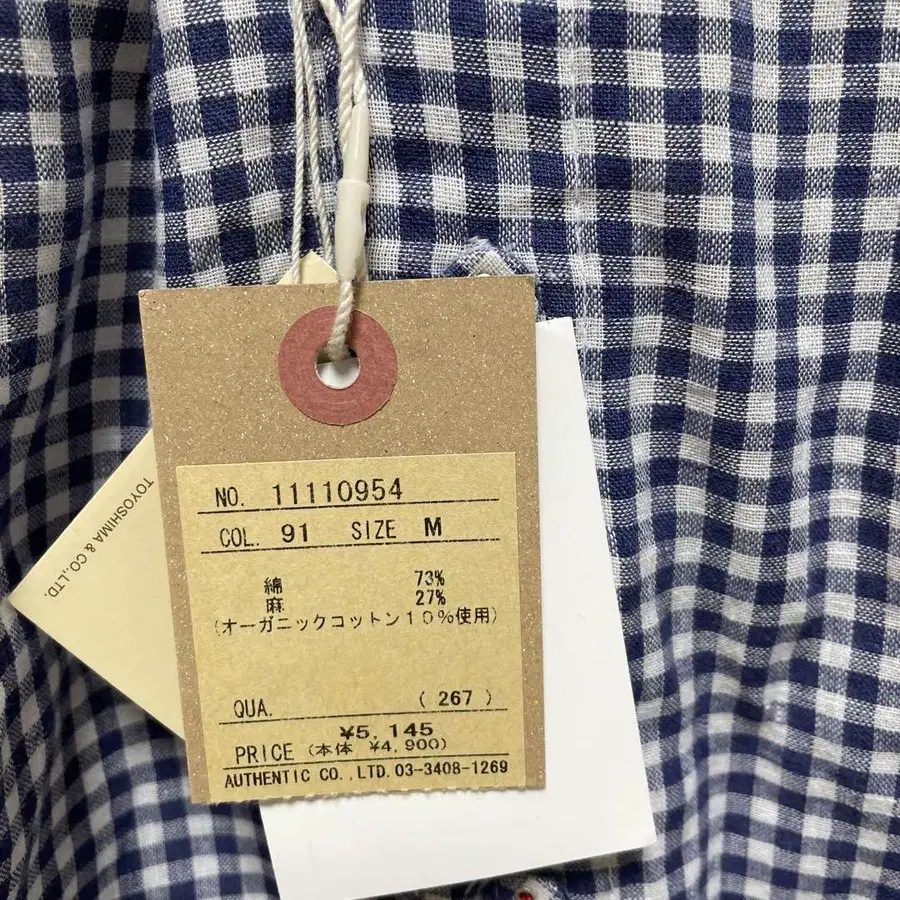 NO. 11110954
COL. 91 SIZE M
綿 73%
麻 27%
(オーガニックコットン10%使用)
QUA. ( 267 )
¥5,145
PRICE (本体 ¥4,900)
AUTHENTIC CO.,LTD. 03-3408-1269
TOYOSHIMA & CO.,LTD.